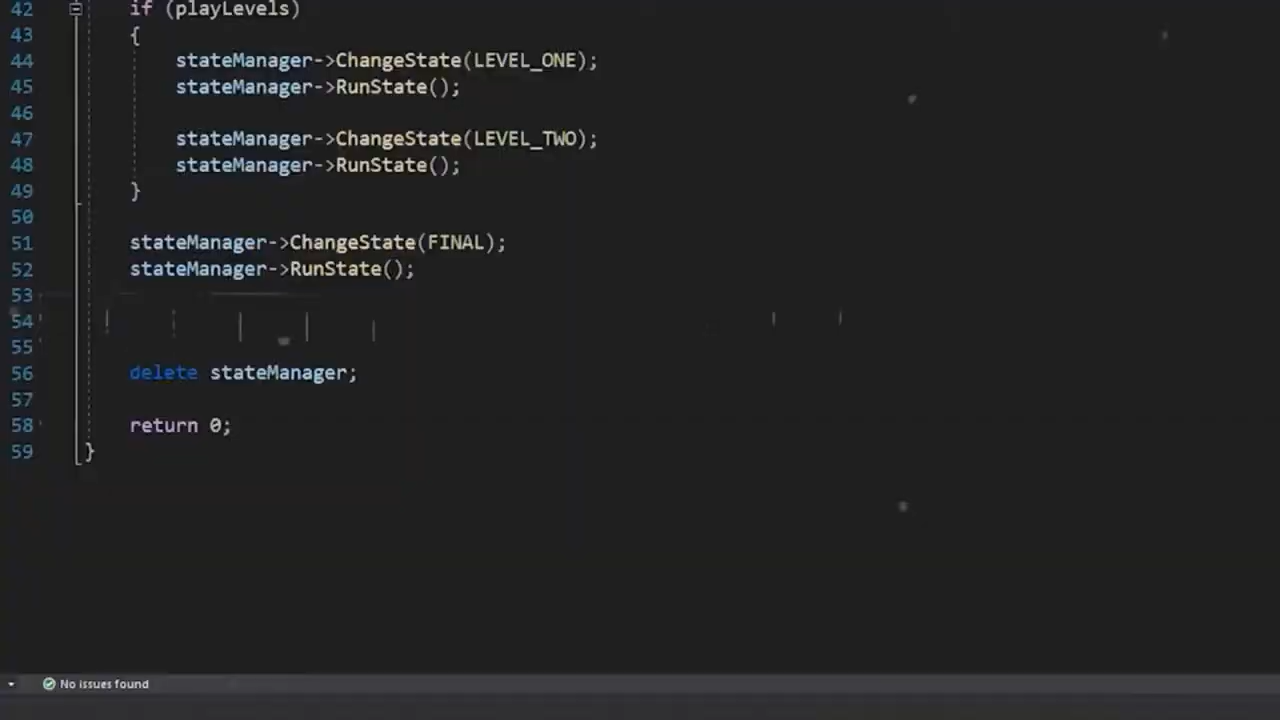 42 if (playLevels)
43 {
44 stateManager->ChangeState(LEVEL_ONE);
45 stateManager->RunState();
46
47 stateManager->ChangeState(LEVEL_TWO);
48 stateManager->RunState();
49 }
50
51 stateManager->ChangeState(FINAL);
52 stateManager->RunState();
53
54
55
56 delete stateManager;
57
58 return 0;
59 }
No issues found